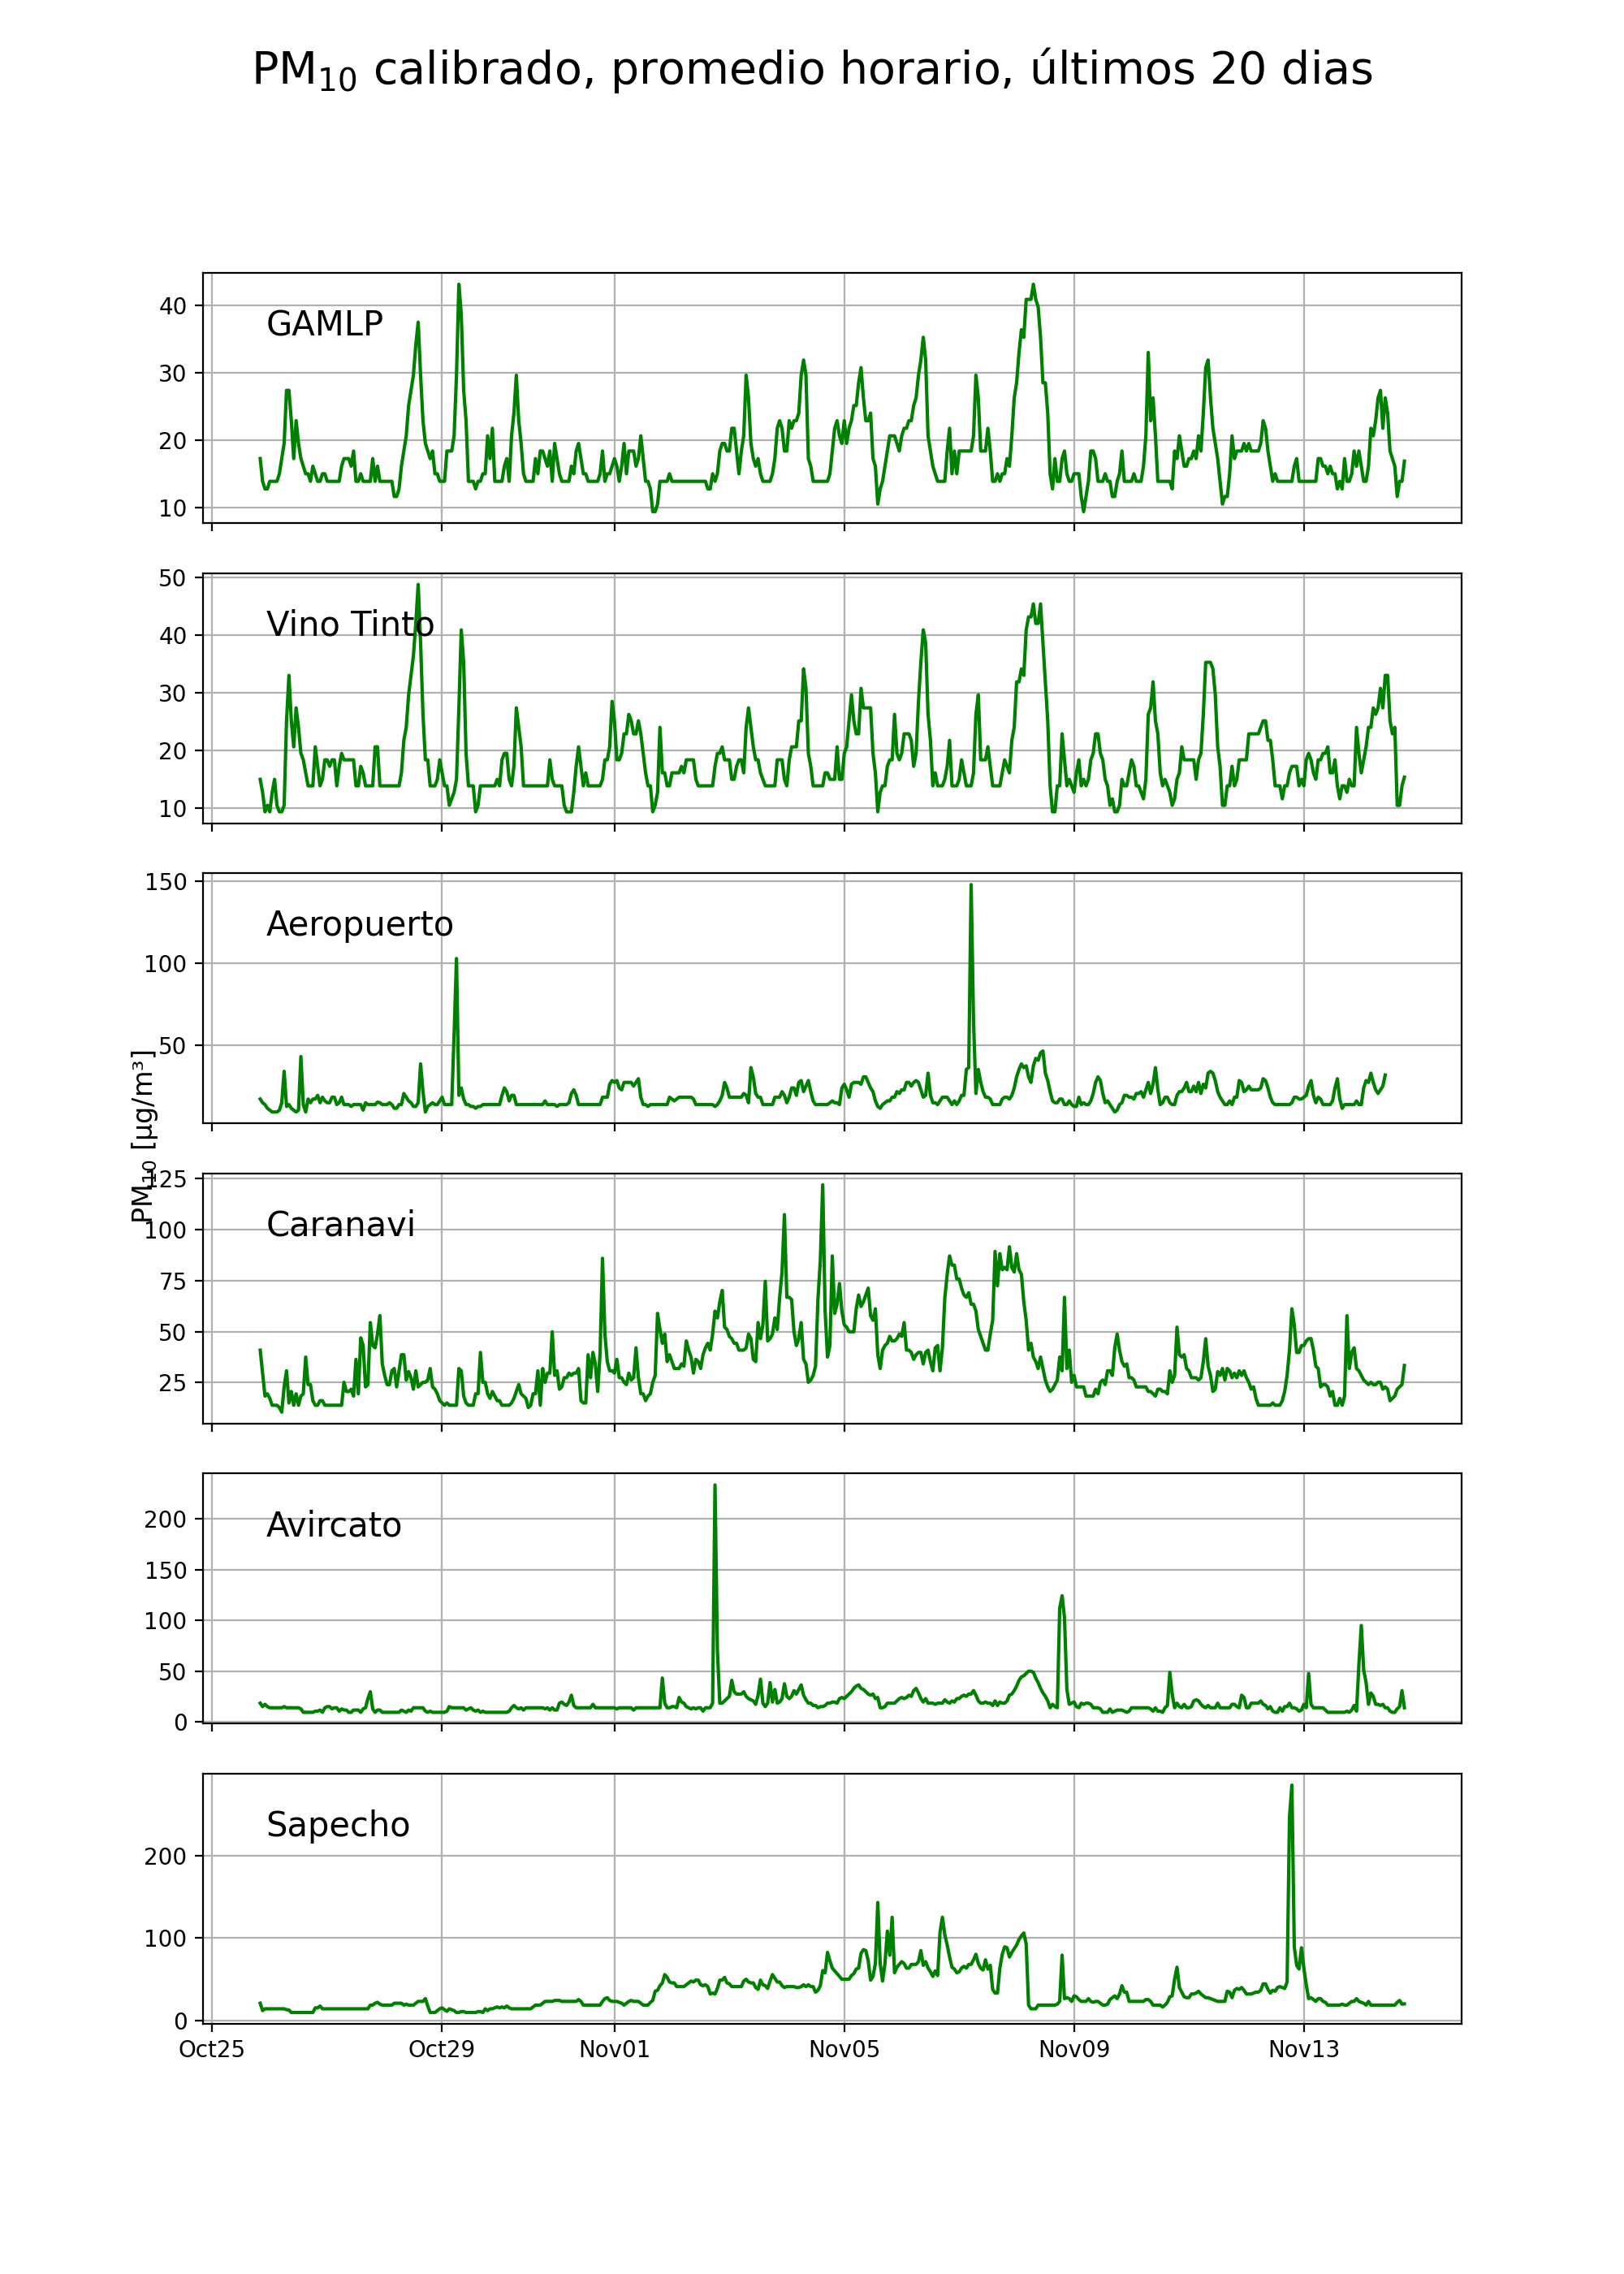 PM₁₀ calibrado, promedio horario, últimos 20 dias
GAMLP
40
30
20
10
Vino Tinto
50
40
30
20
10
Aeropuerto
150
100
50
PM₁₀ [µg/m³]
Caranavi
125
100
75
50
25
Avircato
200
150
100
50
0
Sapecho
200
100
0
Oct25 Oct29 Nov01 Nov05 Nov09 Nov13